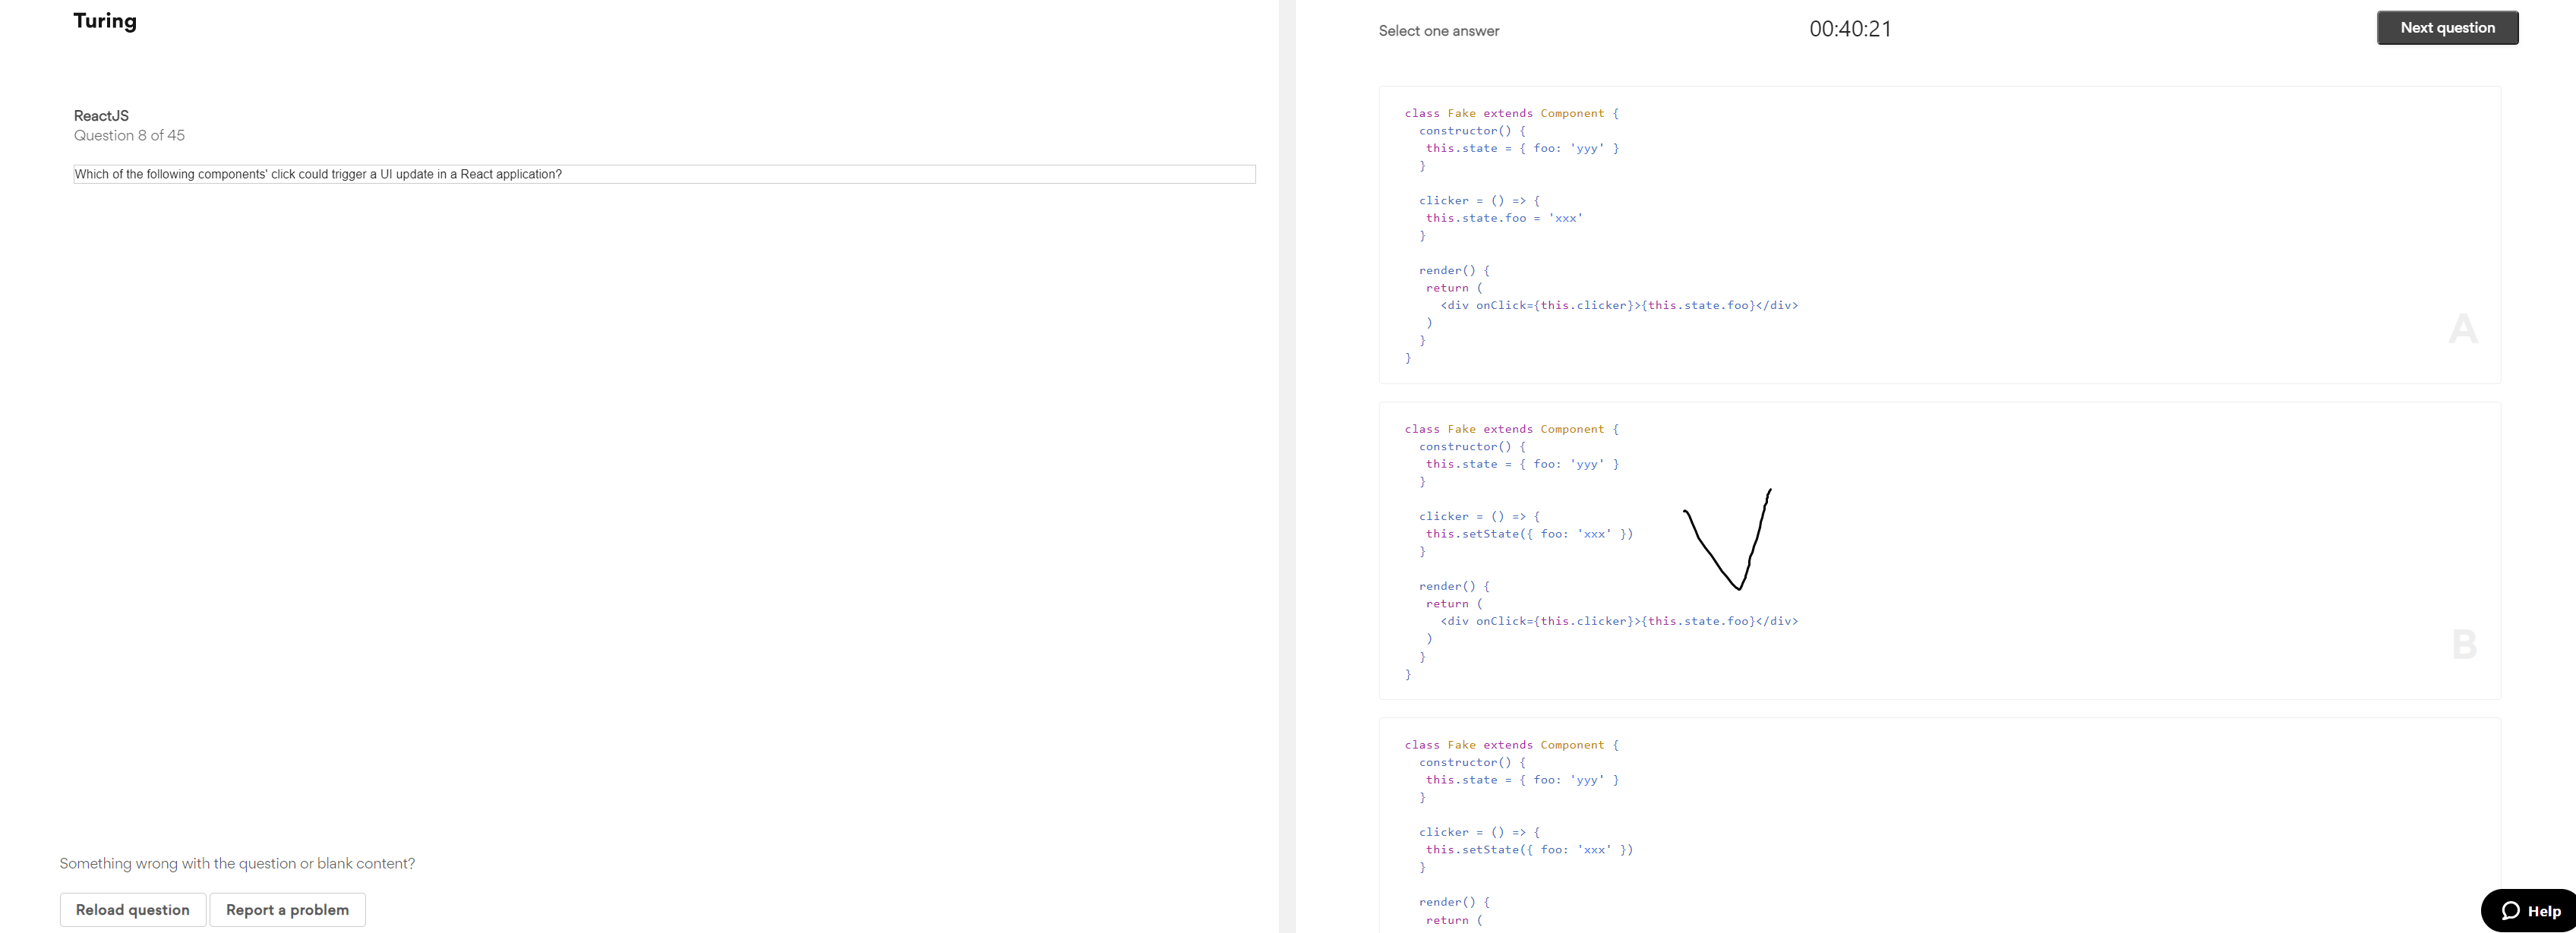 Turing
ReactJS
Question 8 of 45
Which of the following components' click could trigger a UI update in a React application?
Something wrong with the question or blank content?
Reload question
Report a problem
Select one answer
00:40:21
Next question
class Fake extends Component {
constructor() {
this.state = { foo: 'yyy' }
}
clicker = () => {
this.state.foo = 'xxx'
}
render() {
return (
<div onClick={this.clicker}>{this.state.foo}</div>
)
}
}
A
class Fake extends Component {
constructor() {
this.state = { foo: 'yyy' }
}
clicker = () => {
this.setState({ foo: 'xxx' })
}
render() {
return (
<div onClick={this.clicker}>{this.state.foo}</div>
)
}
}
B
class Fake extends Component {
constructor() {
this.state = { foo: 'yyy' }
}
clicker = () => {
this.setState({ foo: 'xxx' })
}
render() {
return (
Help